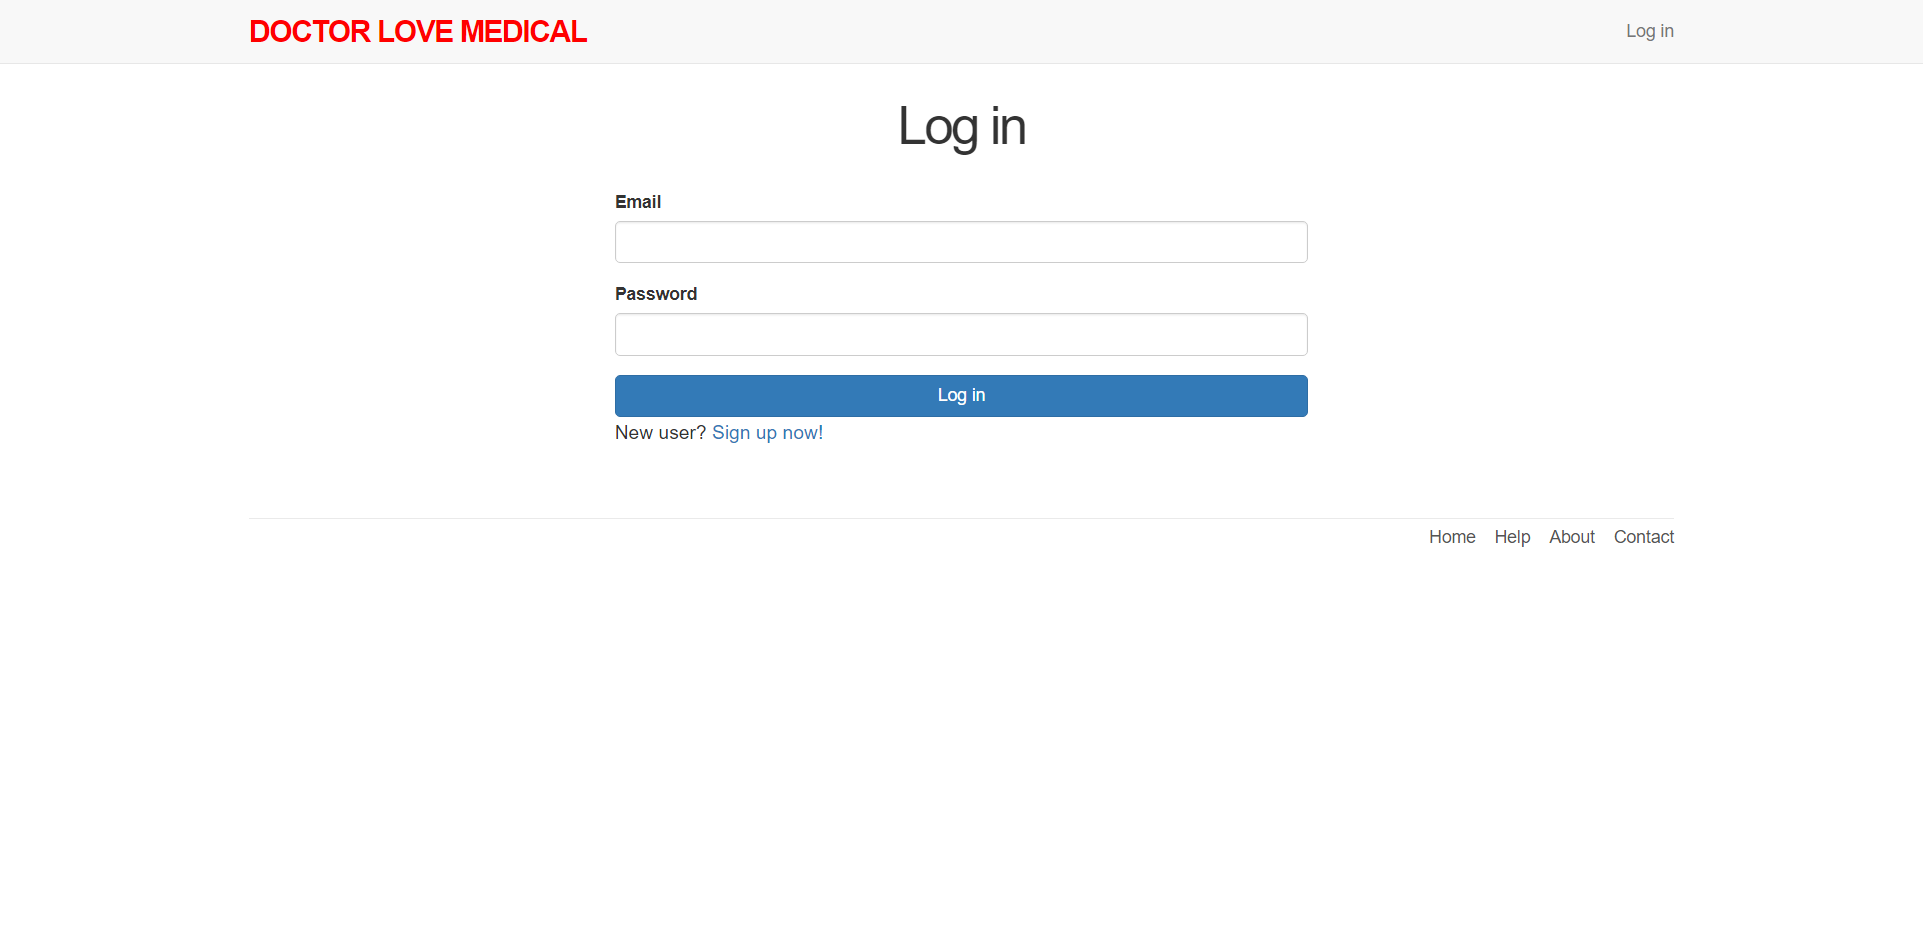 DOCTOR LOVE MEDICAL
Log in
Log in
Email
Password
Log in
New user? Sign up now!
Home Help About Contact